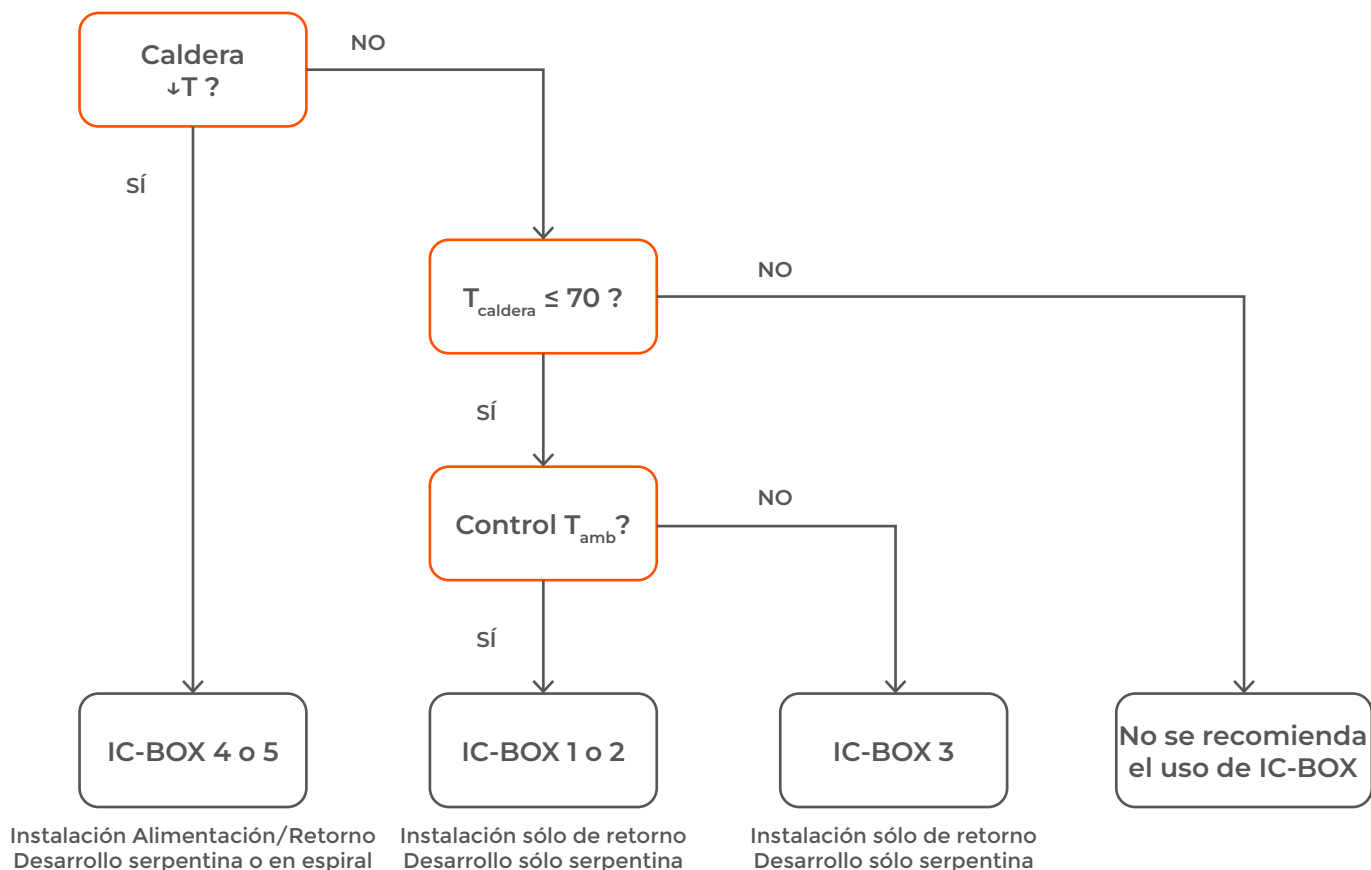 Caldera
↓T ?
NO
SÍ
T caldera ≤ 70 ?
NO
SÍ
Control T amb?
NO
SÍ
IC-BOX 4 o 5
IC-BOX 1 o 2
IC-BOX 3
No se recomienda
el uso de IC-BOX
Instalación Alimentación/Retorno
Desarrollo serpentina o en espiral
Instalación sólo de retorno
Desarrollo sólo serpentina
Instalación sólo de retorno
Desarrollo sólo serpentina